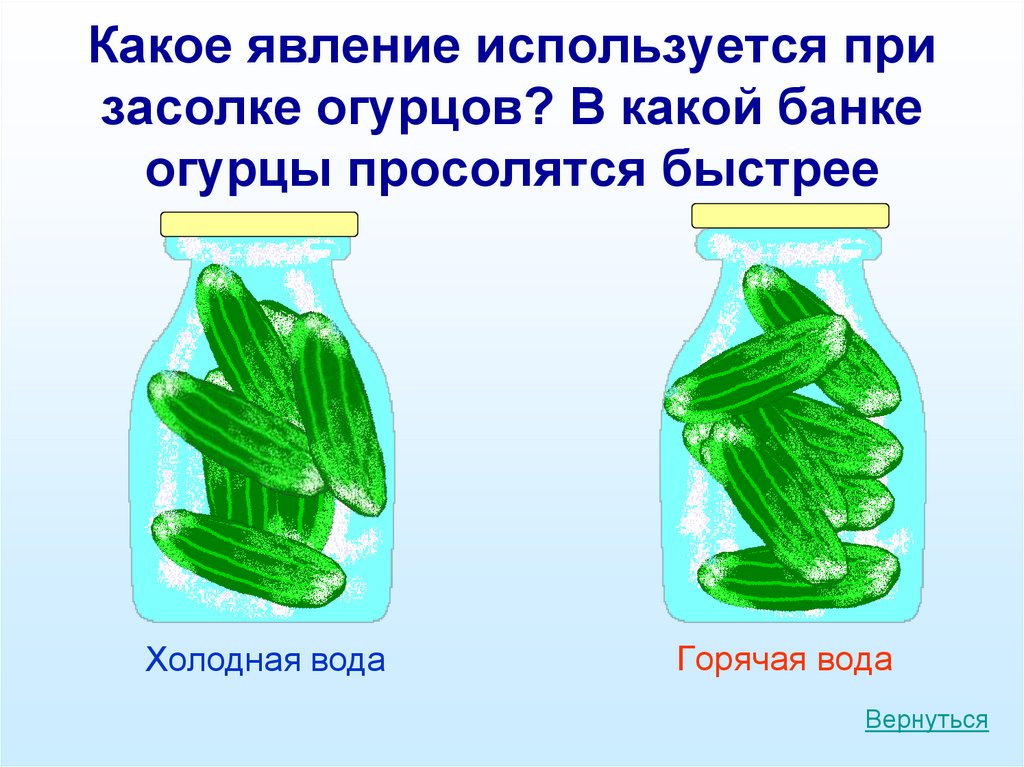 Какое явление используется при
засолке огурцов? В какой банке
огурцы просолятся быстрее
Холодная вода
Горячая вода
Вернуться